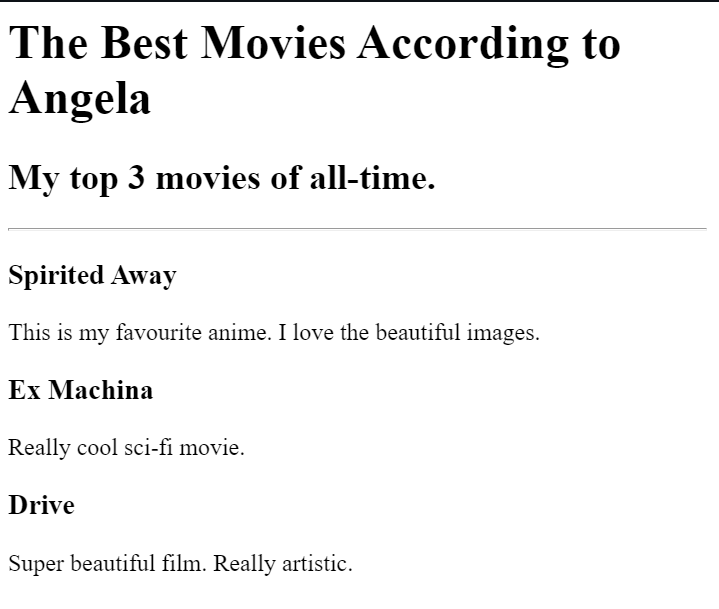 The Best Movies According to
Angela
My top 3 movies of all-time.
Spirited Away
This is my favourite anime. I love the beautiful images.
Ex Machina
Really cool sci-fi movie.
Drive
Super beautiful film. Really artistic.